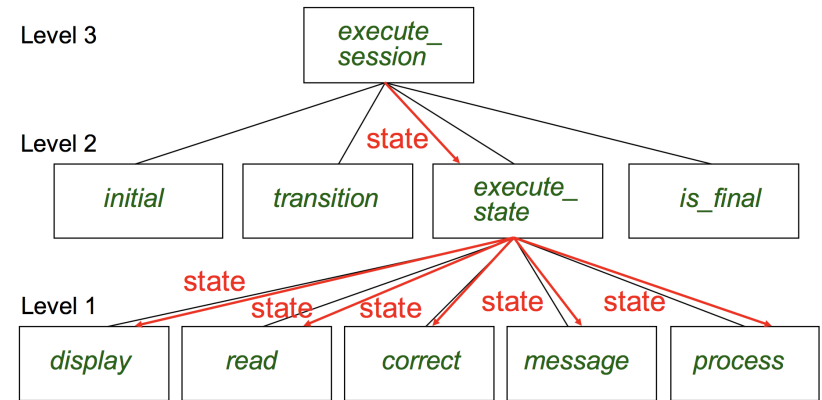 Level 3
execute_
session
Level 2
state
initial
transition
execute_
state
is_final
Level 1
state
state
state
state
state
display
read
correct
message
process